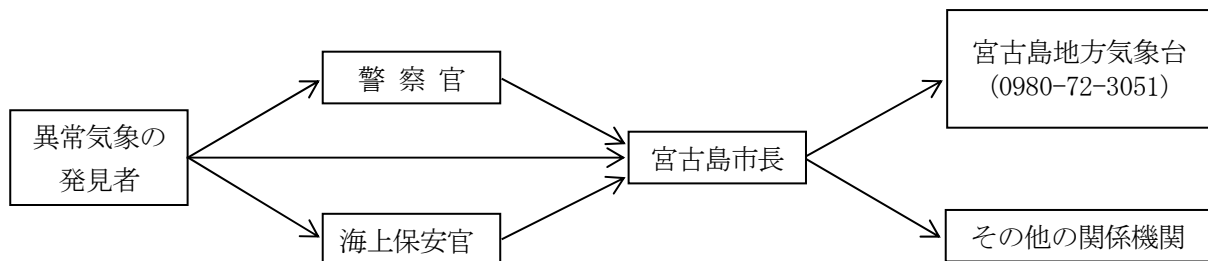 異常気象の
発見者
警 察 官
海上保安官
宮古島市長
宮古島地方気象台
(0980-72-3051)
その他の関係機関